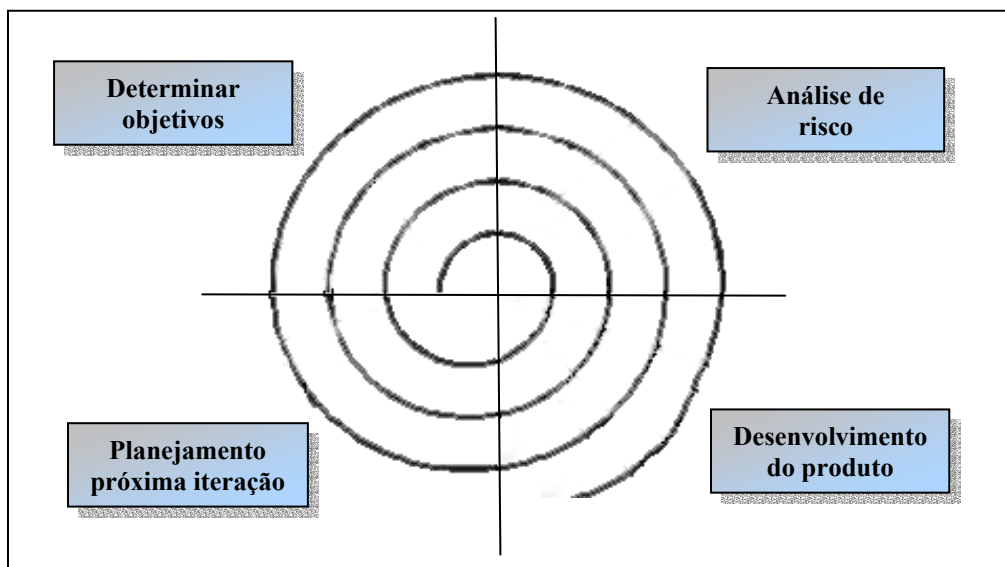 Determinar
objetivos
Análise de
risco
Planejamento
próxima iteração
Desenvolvimento
do produto